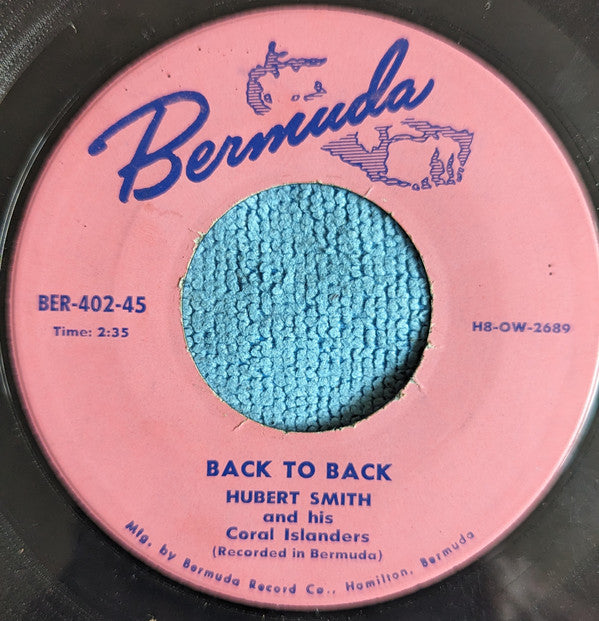 Bermuda
BER-402-45
Time: 2:35
H8-OW-2689
BACK TO BACK
HUBERT SMITH
and his
Coral Islanders
(Recorded in Bermuda)
Mfg. by Bermuda Record Co., Hamilton, Bermuda